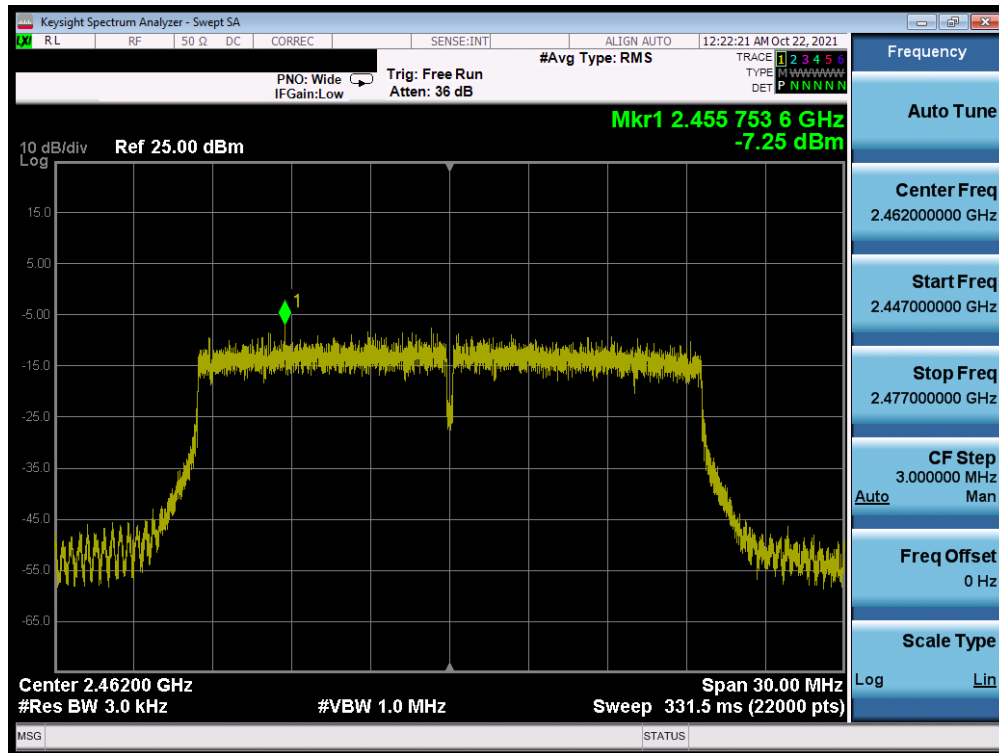 Keysight Spectrum Analyzer - Swept SA
LXI RL RF 50 Ω DC CORREC SENSE:INT ALIGN AUTO 12:22:21 AM Oct 22, 2021
PNO: Wide
IFGain:Low
Trig: Free Run
Atten: 36 dB
#Avg Type: RMS
TRACE 1 2 3 4 5 6
TYPE M WWWWW
DET P N N N N N
Mkr1 2.455 753 6 GHz
-7.25 dBm
10 dB/div Ref 25.00 dBm
Log
15.0
5.00
1
-5.00
-15.0
-25.0
-35.0
-45.0
-55.0
-65.0
Center 2.46200 GHz Span 30.00 MHz
#Res BW 3.0 kHz #VBW 1.0 MHz Sweep 331.5 ms (22000 pts)
MSG STATUS
Frequency
Auto Tune
Center Freq
2.462000000 GHz
Start Freq
2.447000000 GHz
Stop Freq
2.477000000 GHz
CF Step
3.000000 MHz
Auto Man
Freq Offset
0 Hz
Scale Type
Log Lin